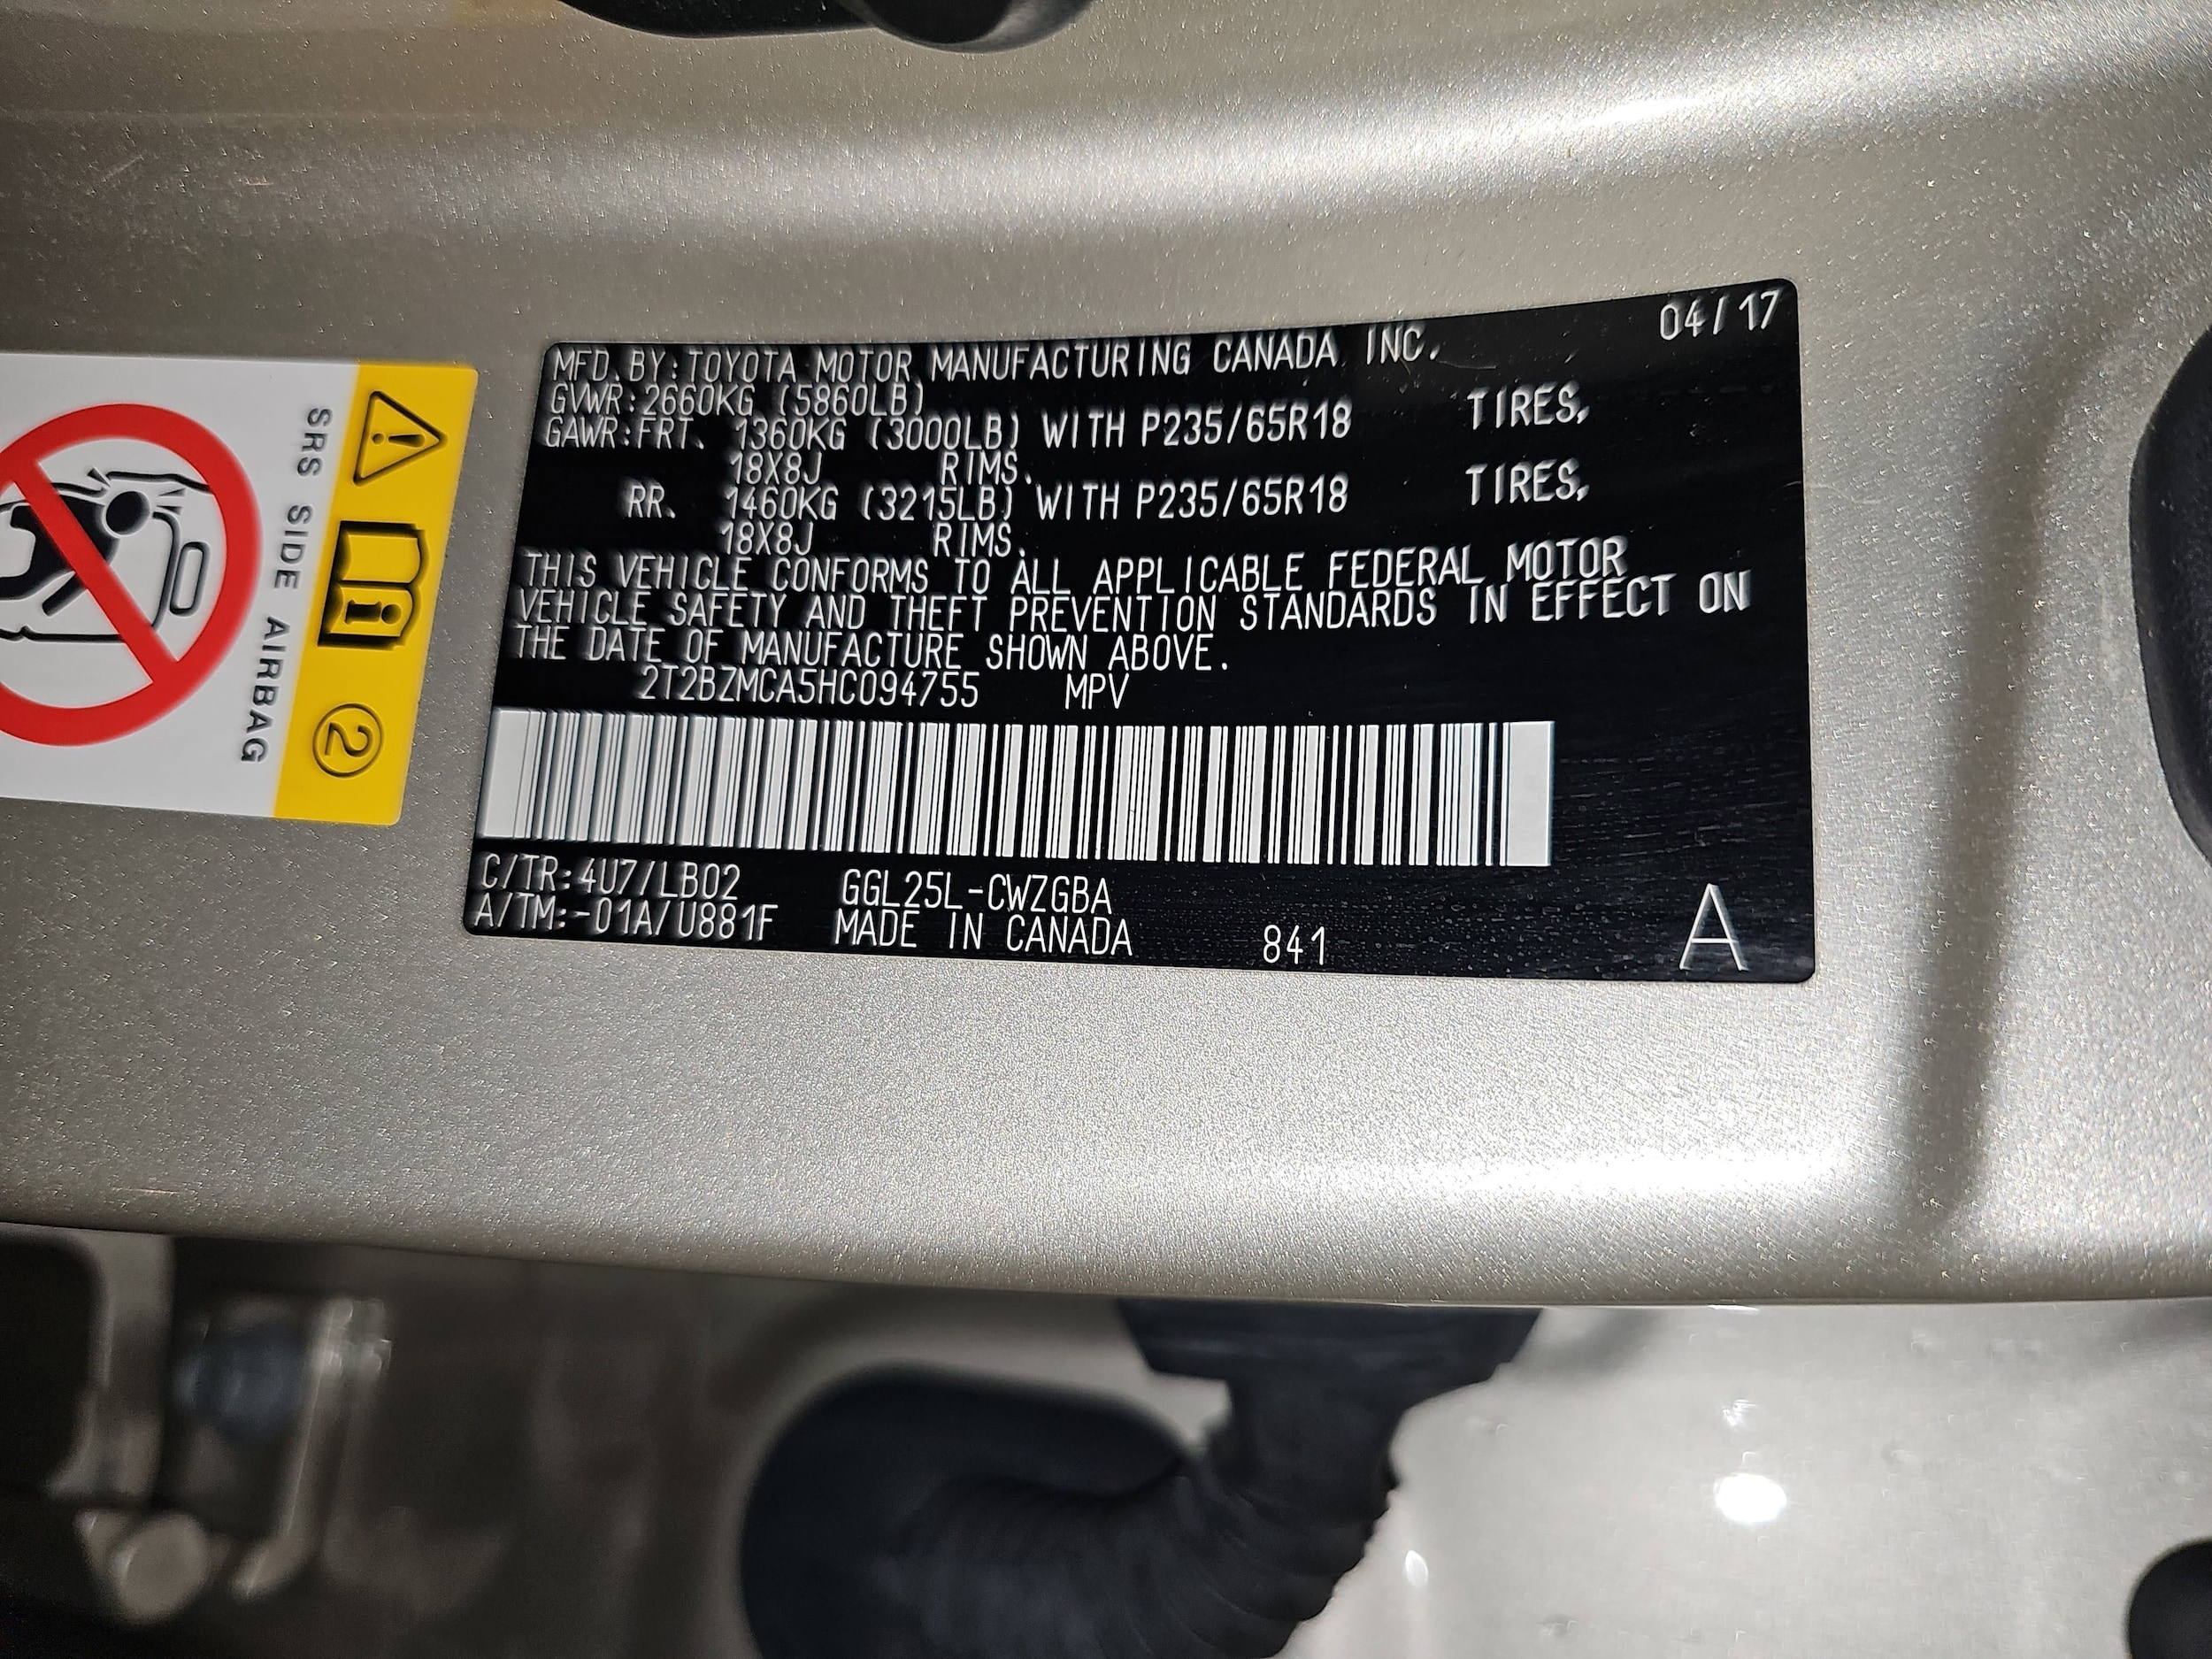 04/17
MFD. BY: TOYOTA MOTOR MANUFACTURING CANADA INC.
GVWR: 2660KG (5860LB)
GAWR: FRT. 1360KG (3000LB) WITH P235/65R18 TIRES,
18X8J RIMS.
RR. 1460KG (3215LB) WITH P235/65R18 TIRES,
18X8J RIMS.
THIS VEHICLE CONFORMS TO ALL APPLICABLE FEDERAL MOTOR
VEHICLE SAFETY AND THEFT PREVENTION STANDARDS IN EFFECT ON
THE DATE OF MANUFACTURE SHOWN ABOVE.
2T2BZMCA5HC094755 MPV
C/TR: 4U7/LB02 GGL25L-CWZGBA
A/TM: -01A/U881F MADE IN CANADA 841 A
SRS SIDE AIRBAG
2